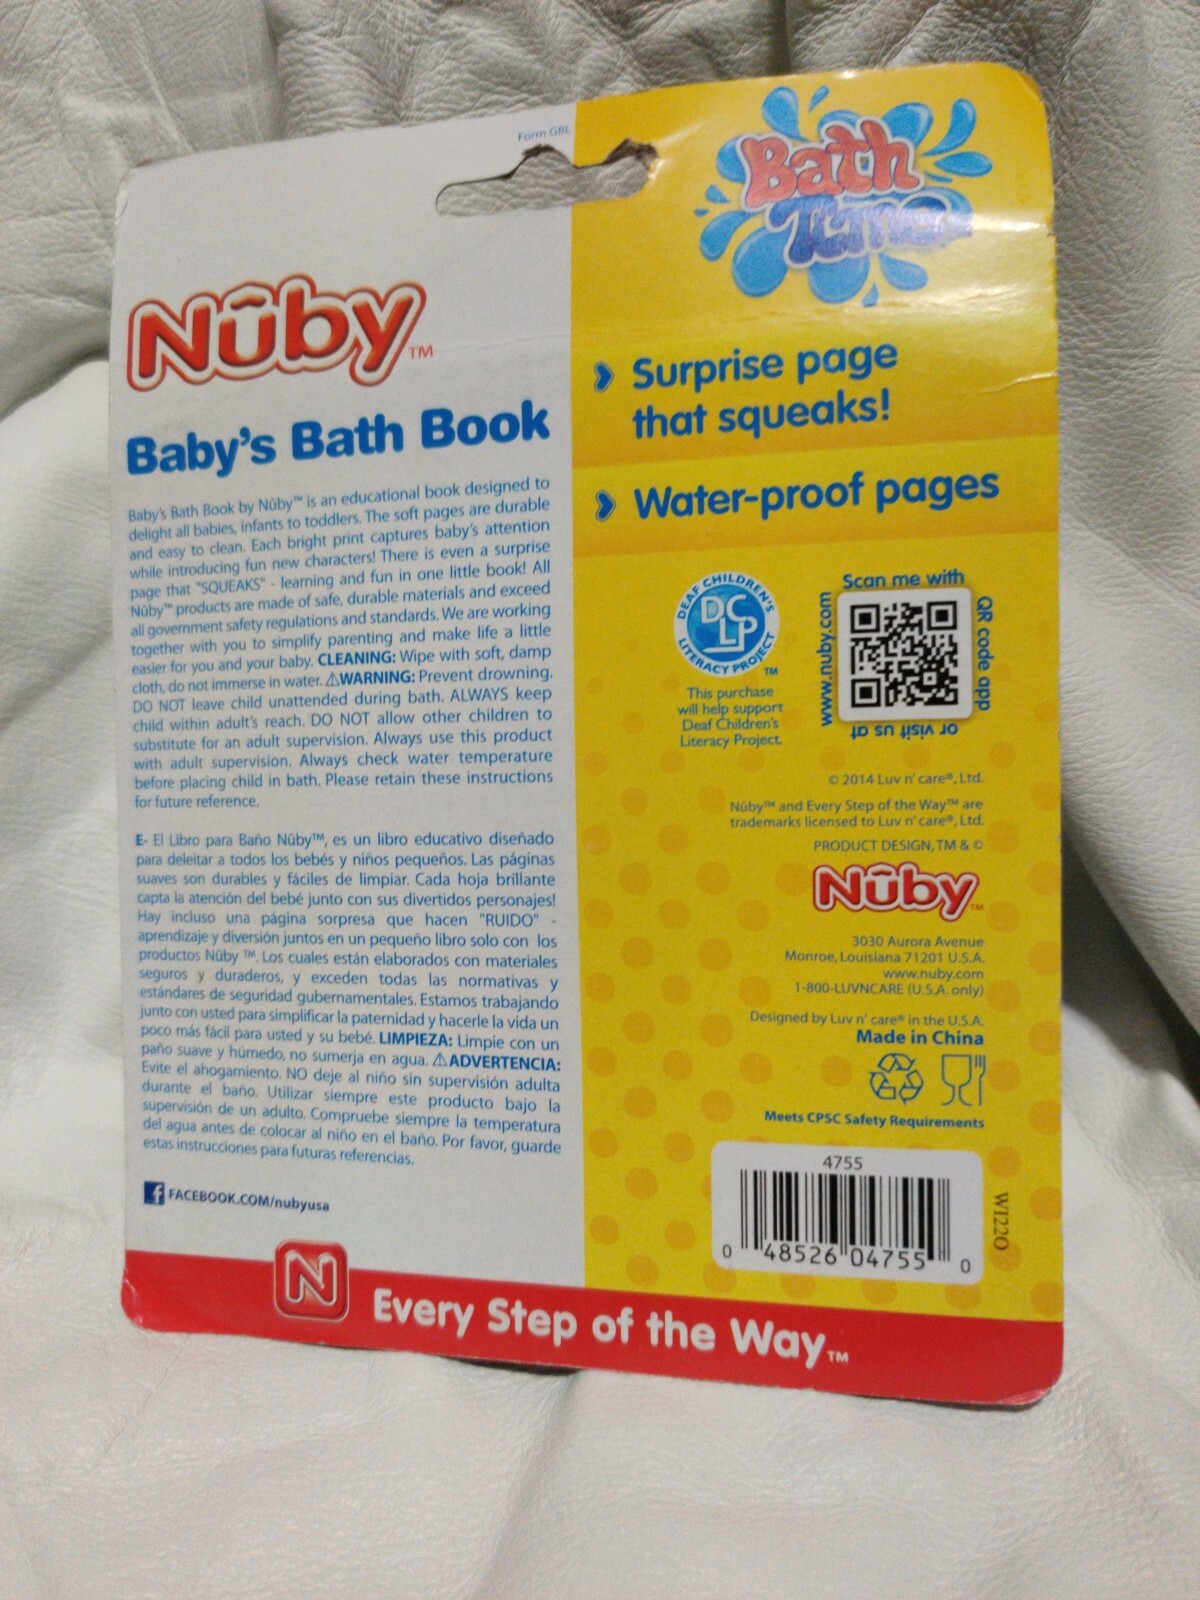 Form GBL
Bath
Time
Nûby™
Baby's Bath Book
Baby's Bath Book by Nûby™ is an educational book designed to
delight all babies, infants to toddlers. The soft pages are durable
and easy to clean. Each bright print captures baby's attention
while introducing fun new characters! There is even a surprise
page that "SQUEAKS" - learning and fun in one little book! All
Nûby™ products are made of safe, durable materials and exceed
all government safety regulations and standards. We are working
together with you to simplify parenting and make life a little
easier for you and your baby. CLEANING: Wipe with soft, damp
cloth, do not immerse in water. ⚠WARNING: Prevent drowning.
DO NOT leave child unattended during bath. ALWAYS keep
child within adult's reach. DO NOT allow other children to
substitute for an adult supervision. Always use this product
with adult supervision. Always check water temperature
before placing child in bath. Please retain these instructions
for future reference.
E- El Libro para Baño Nûby™, es un libro educativo diseñado
para deleitar a todos los bebés y niños pequeños. Las páginas
suaves son durables y fáciles de limpiar. Cada hoja brillante
capta la atención del bebé junto con sus divertidos personajes!
Hay incluso una página sorpresa que hacen "RUIDO" -
aprendizaje y diversión juntos en un pequeño libro solo con los
productos Nûby ™. Los cuales están elaborados con materiales
seguros y duraderos, y exceden todas las normativas y
estándares de seguridad gubernamentales. Estamos trabajando
junto con usted para simplificar la paternidad y hacerle la vida un
poco más fácil para usted y su bebé. LIMPIEZA: Limpie con un
paño suave y húmedo, no sumerja en agua. ⚠ADVERTENCIA:
Evite el ahogamiento. NO deje al niño sin supervisión adulta
durante el baño. Utilizar siempre este producto bajo la
supervisión de un adulto. Compruebe siempre la temperatura
del agua antes de colocar al niño en el baño. Por favor, guarde
estas instrucciones para futuras referencias.
f FACEBOOK.COM/nubyusa
Surprise page
that squeaks!
Water-proof pages
DEAF CHILDREN'S
DCLP
LITERACY PROJECT
™
This purchase
will help support
Deaf Children's
Literacy Project.
Scan me with
QR code app
or visit us at
www.nuby.com
© 2014 Luv n' care®, Ltd.
Nûby™ and Every Step of the Way™ are
trademarks licensed to Luv n' care®, Ltd.
PRODUCT DESIGN, TM & ©
Nûby™
3030 Aurora Avenue
Monroe, Louisiana 71201 U.S.A.
www.nuby.com
1-800-LUVNCARE (U.S.A. only)
Designed by Luv n' care® in the U.S.A.
Made in China
Meets CPSC Safety Requirements
4755
0 48526 04755 0
WT22O
N Every Step of the Way™